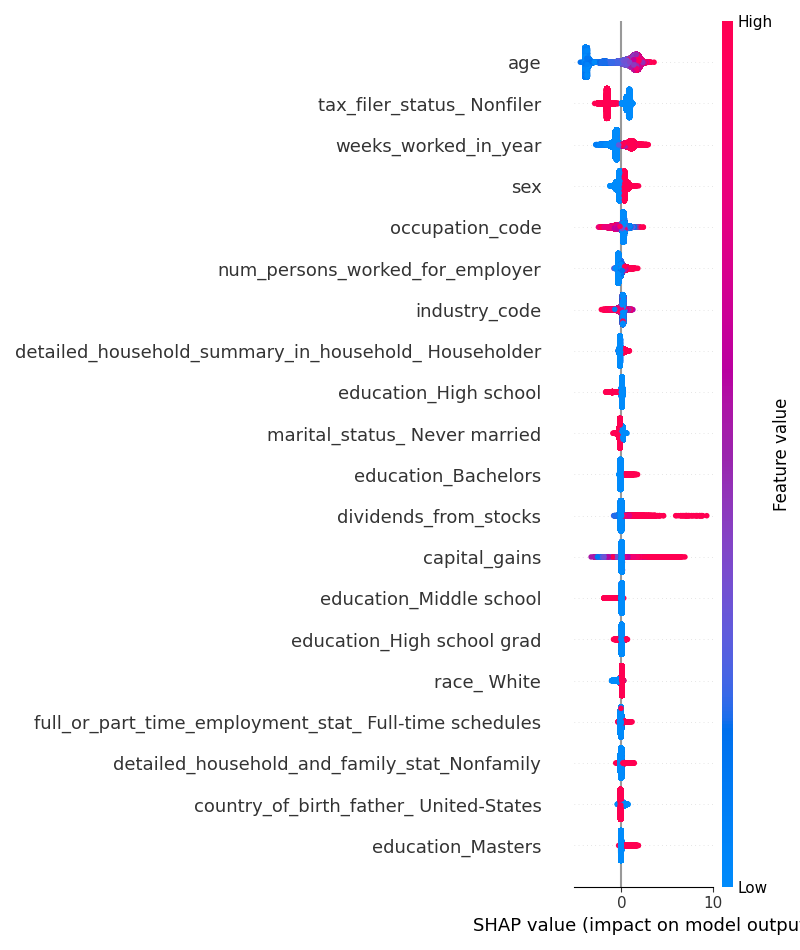 High
age
tax_filer_status_ Nonfiler
weeks_worked_in_year
sex
occupation_code
num_persons_worked_for_employer
industry_code
detailed_household_summary_in_household_ Householder
education_High school
marital_status_ Never married
education_Bachelors
dividends_from_stocks
capital_gains
education_Middle school
education_High school grad
race_ White
full_or_part_time_employment_stat_ Full-time schedules
detailed_household_and_family_stat_Nonfamily
country_of_birth_father_ United-States
education_Masters
Feature value
Low
0 10
SHAP value (impact on model outpu